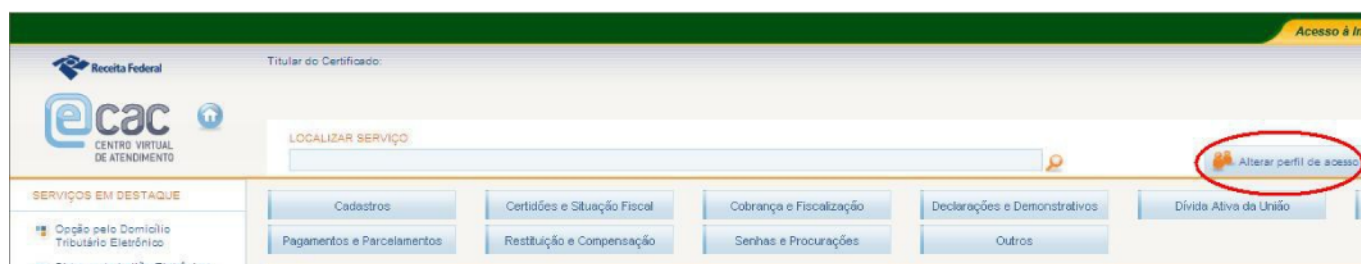 Acesso à In
Receita Federal
Titular do Certificado:
ecac
CENTRO VIRTUAL
DE ATENDIMENTO
LOCALIZAR SERVIÇO
Alterar perfil de acesso
SERVIÇOS EM DESTAQUE
Cadastros
Certidões e Situação Fiscal
Cobrança e Fiscalização
Declarações e Demonstrativos
Dívida Ativa da União
Opção pelo Domicílio
Tributário Eletrônico
Pagamentos e Parcelamentos
Restituição e Compensação
Senhas e Procurações
Outros